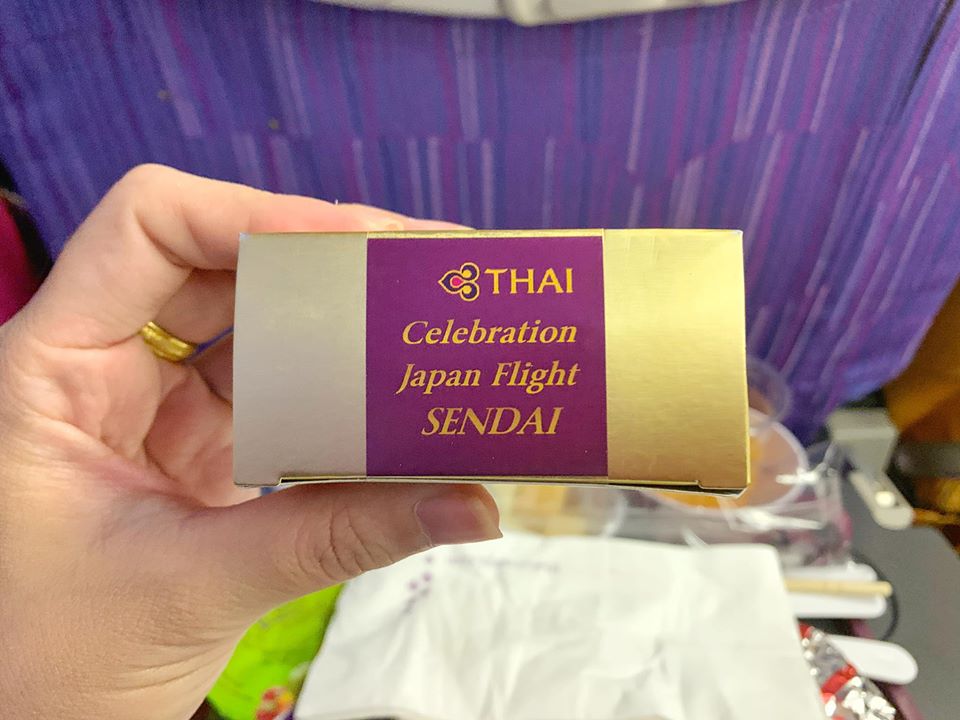 THAI
Celebration
Japan Flight
SENDAI